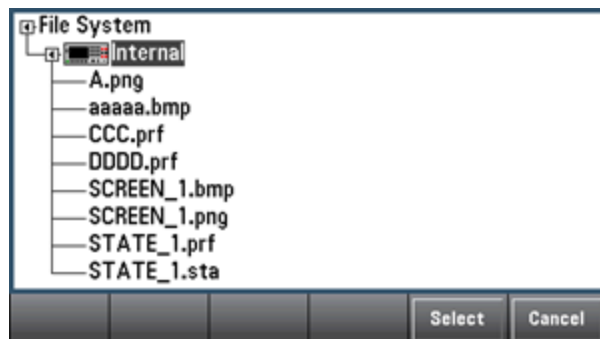 File System
Internal
A.png
aaaaa.bmp
CCC.prf
DDDD.prf
SCREEN_1.bmp
SCREEN_1.png
STATE_1.prf
STATE_1.sta
Select Cancel